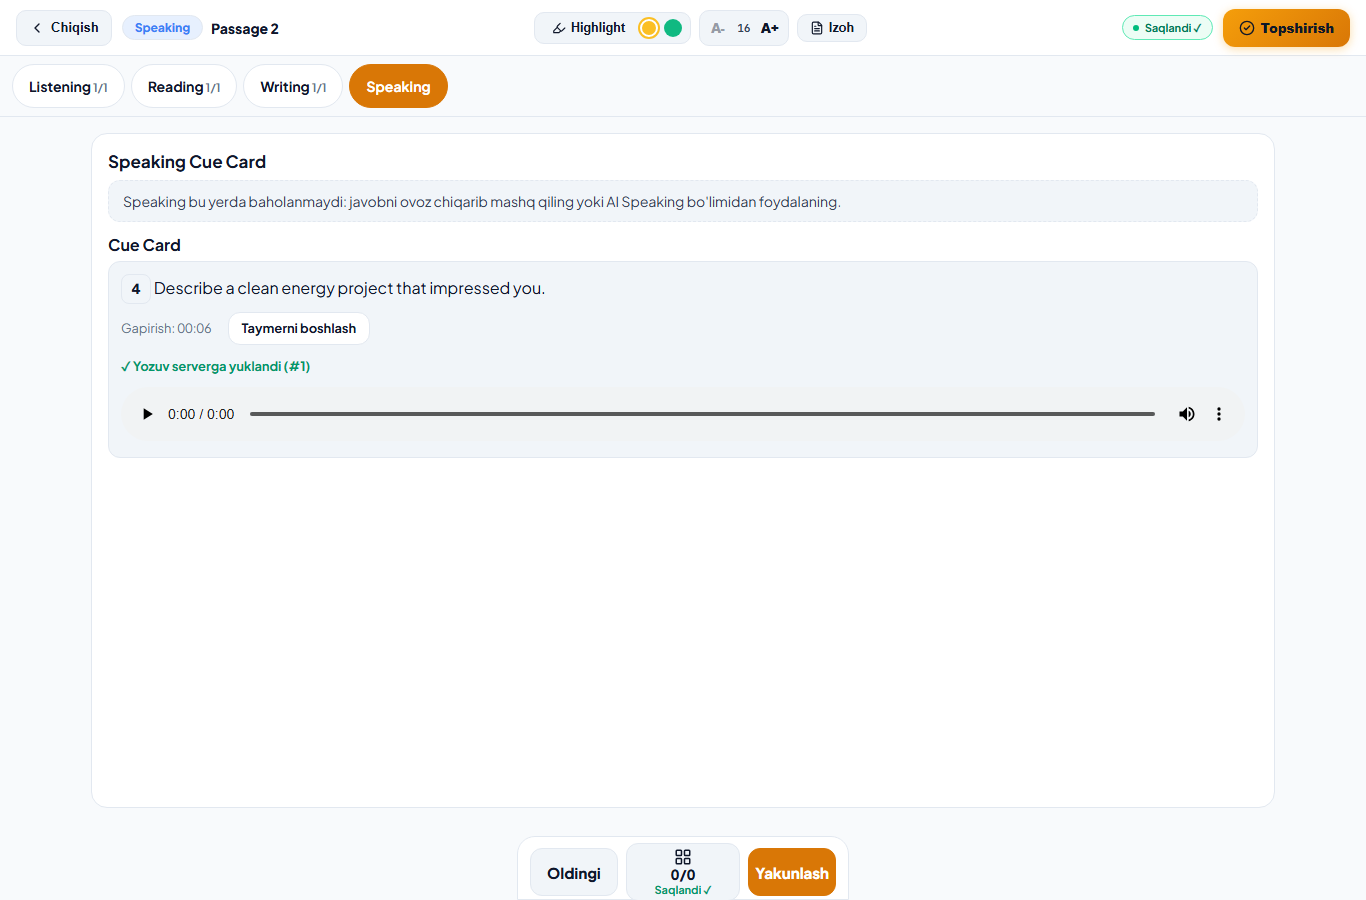 Chiqish
Speaking
Passage 2
Highlight
A- 16 A+
Izoh
Saqlandi ✓
Topshirish
Listening 1/1
Reading 1/1
Writing 1/1
Speaking
Speaking Cue Card
Speaking bu yerda baholanmaydi: javobni ovoz chiqarib mashq qiling yoki AI Speaking bo'limidan foydalaning.
Cue Card
4 Describe a clean energy project that impressed you.
Gapirish: 00:06
Taymerni boshlash
✓ Yozuv serverga yuklandi (#1)
0:00 / 0:00
Oldingi
0/0
Saqlandi ✓
Yakunlash